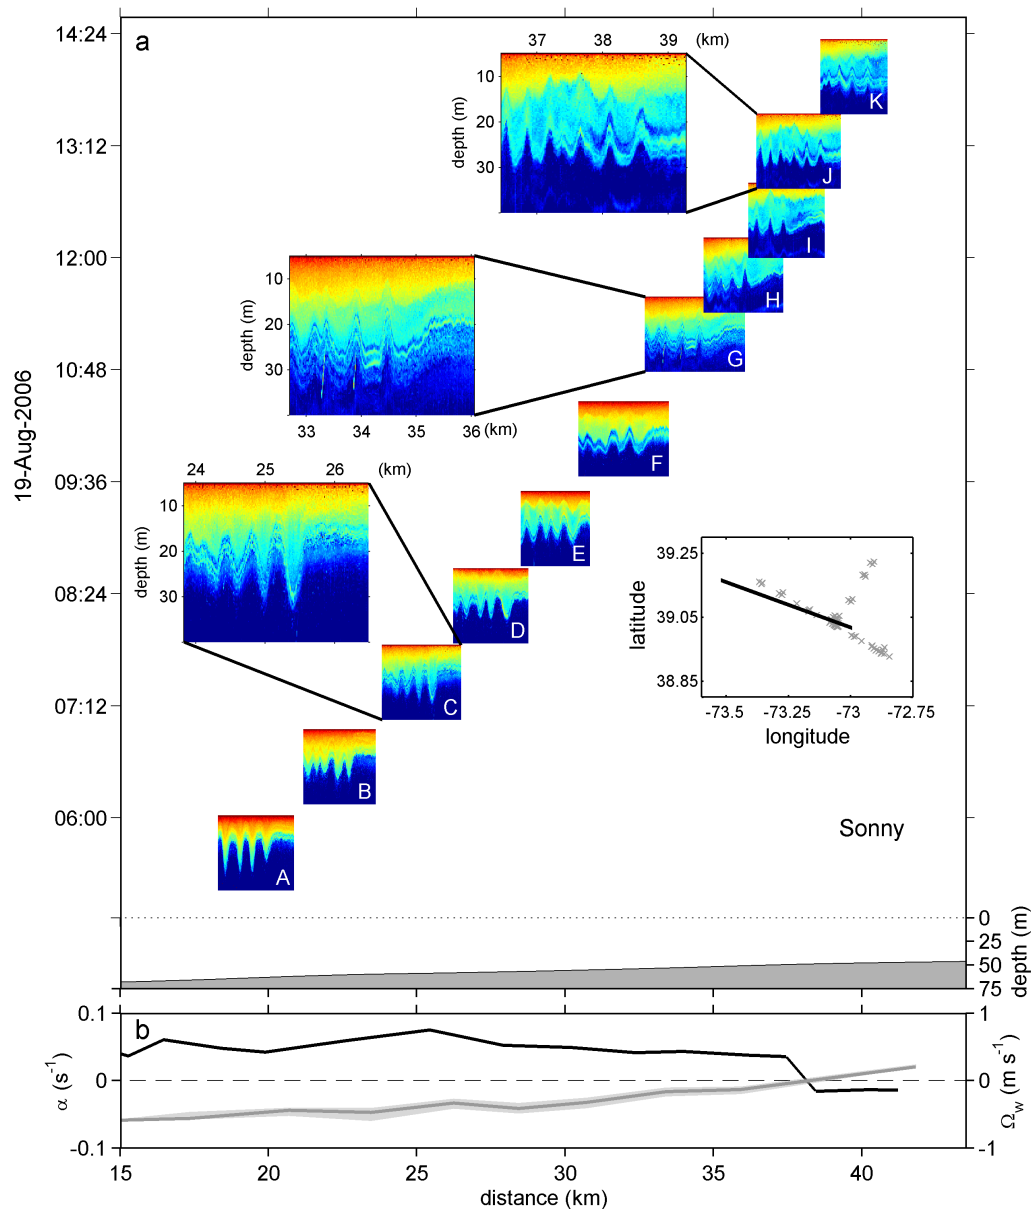 a
14:24
13:12
12:00
10:48
09:36
08:24
07:12
06:00
19-Aug-2006
37 38 39 (km)
10
20
30
depth (m)
K
J
I
H
10
20
30
depth (m)
33 34 35 36 (km)
G
F
24 25 26 (km)
10
20
30
depth (m)
E
D
C
B
A
39.25
39.05
38.85
latitude
-73.5 -73.25 -73 -72.75
longitude
Sonny
0
25
50
75
depth (m)
b
0.1
0
-0.1
α (s-1)
1
0
-1
Ωw (m s-1)
15 20 25 30 35 40
distance (km)